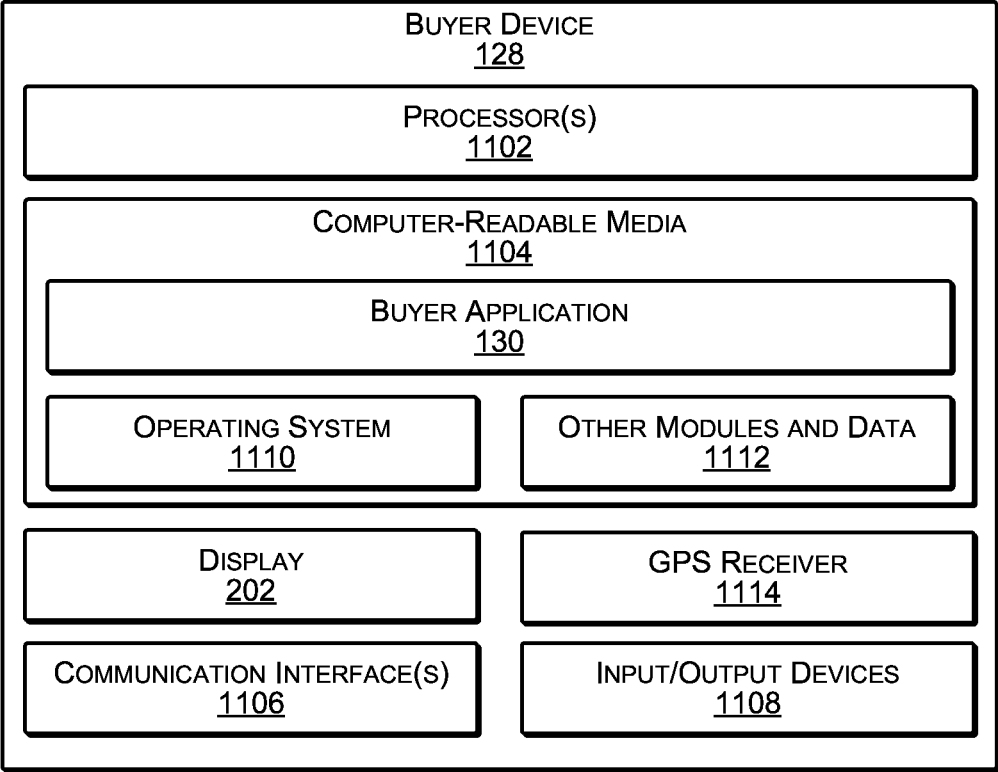 BUYER DEVICE
128
PROCESSOR(S)
1102
COMPUTER-READABLE MEDIA
1104
BUYER APPLICATION
130
OPERATING SYSTEM
1110
OTHER MODULES AND DATA
1112
DISPLAY
202
GPS RECEIVER
1114
COMMUNICATION INTERFACE(S)
1106
INPUT/OUTPUT DEVICES
1108